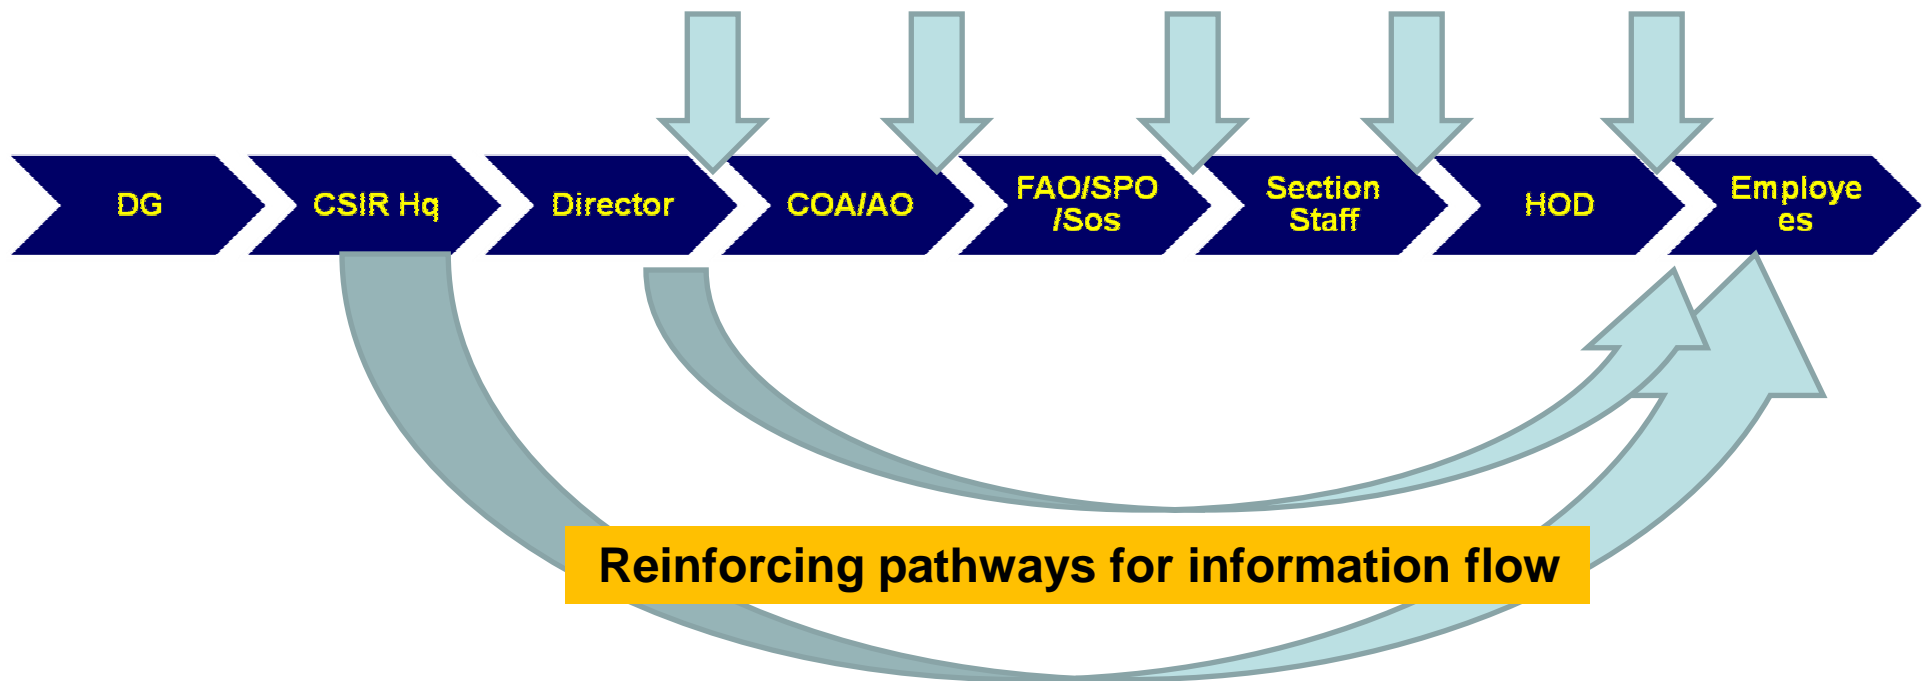 DG
CSIR Hq
Director
COA/AO
FAO/SPO
/Sos
Section
Staff
HOD
Employe
es
Reinforcing pathways for information flow